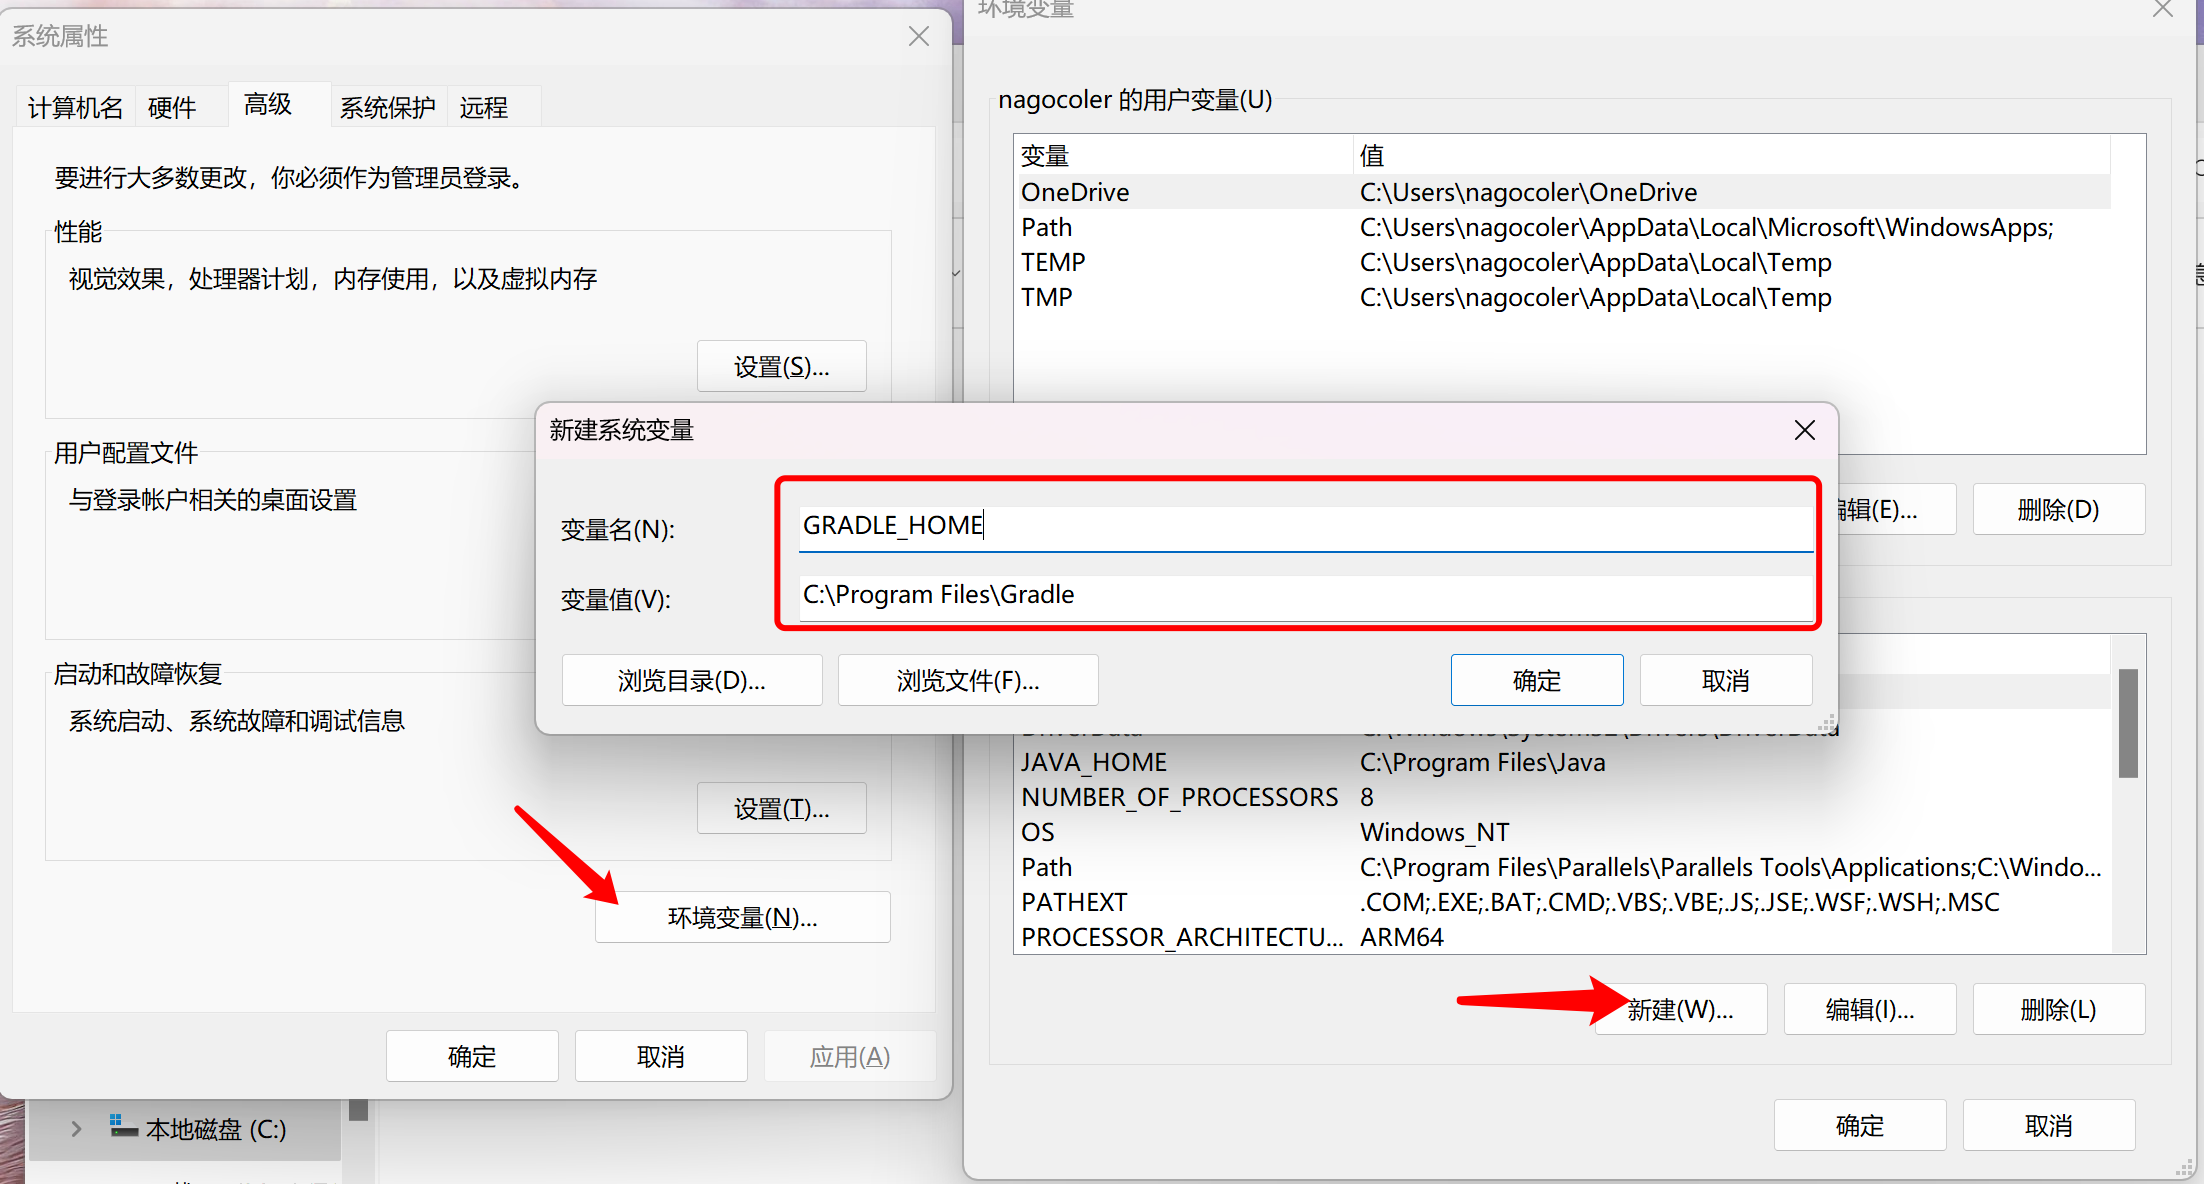 系统属性
计算机名
硬件
高级
系统保护
远程
要进行大多数更改，你必须作为管理员登录。
性能
视觉效果，处理器计划，内存使用，以及虚拟内存
设置(S)...
用户配置文件
与登录帐户相关的桌面设置
启动和故障恢复
系统启动、系统故障和调试信息
设置(T)...
环境变量(N)...
确定
取消
应用(A)
本地磁盘 (C:)
环境变量
nagocoler 的用户变量(U)
变量 值
OneDrive C:\Users\nagocoler\OneDrive
Path C:\Users\nagocoler\AppData\Local\Microsoft\WindowsApps;
TEMP C:\Users\nagocoler\AppData\Local\Temp
TMP C:\Users\nagocoler\AppData\Local\Temp
编辑(E)...
删除(D)
新建系统变量
变量名(N): GRADLE_HOME
变量值(V): C:\Program Files\Gradle
浏览目录(D)...
浏览文件(F)...
确定
取消
DriverData C:\Windows\System32\Drivers\DriverData
JAVA_HOME C:\Program Files\Java
NUMBER_OF_PROCESSORS 8
OS Windows_NT
Path C:\Program Files\Parallels\Parallels Tools\Applications;C:\Windo...
PATHEXT .COM;.EXE;.BAT;.CMD;.VBS;.VBE;.JS;.JSE;.WSF;.WSH;.MSC
PROCESSOR_ARCHITECTU... ARM64
新建(W)...
编辑(I)...
删除(L)
确定
取消